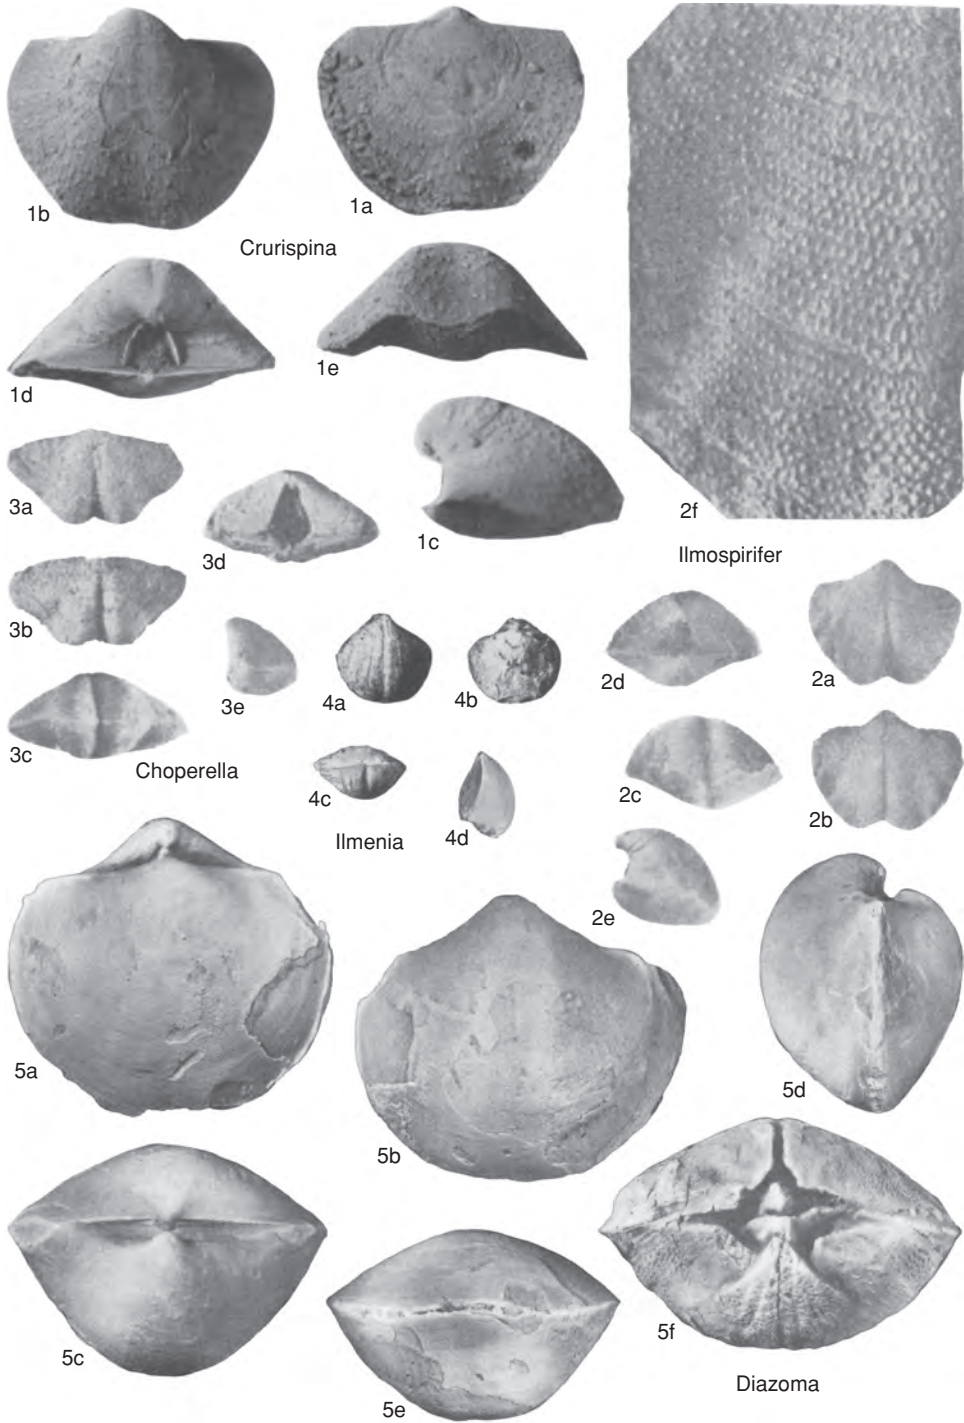 1b
1a
Crurispina
1d
1e
2f
3a
3d
1c
Ilmospirifer
3b
3e
4a
4b
2d
2a
3c
Choperella
4c
4d
Ilmenia
2c
2b
2e
5a
5b
5d
5c
5e
5f
Diazoma